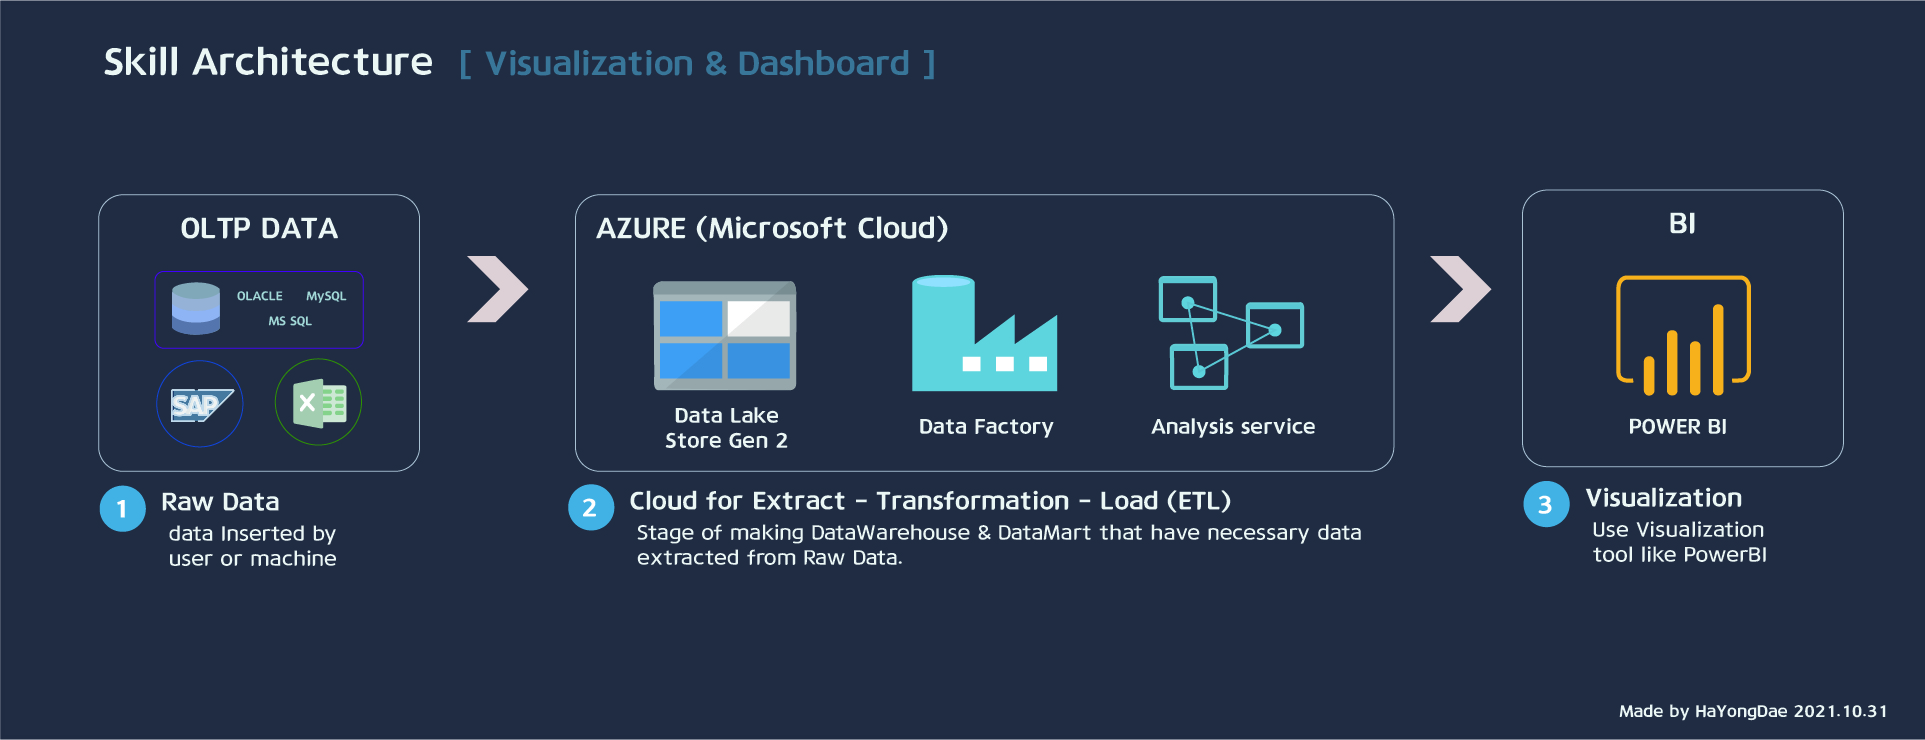 Skill Architecture [ Visualization & Dashboard ]
OLTP DATA
OLACLE MySQL
MS SQL
SAP X
AZURE (Microsoft Cloud)
Data Lake
Store Gen 2
Data Factory
Analysis service
BI
POWER BI
1 Raw Data
data Inserted by
user or machine
2 Cloud for Extract - Transformation - Load (ETL)
Stage of making DataWarehouse & DataMart that have necessary data
extracted from Raw Data.
3 Visualization
Use Visualization
tool like PowerBI
Made by HaYongDae 2021.10.31